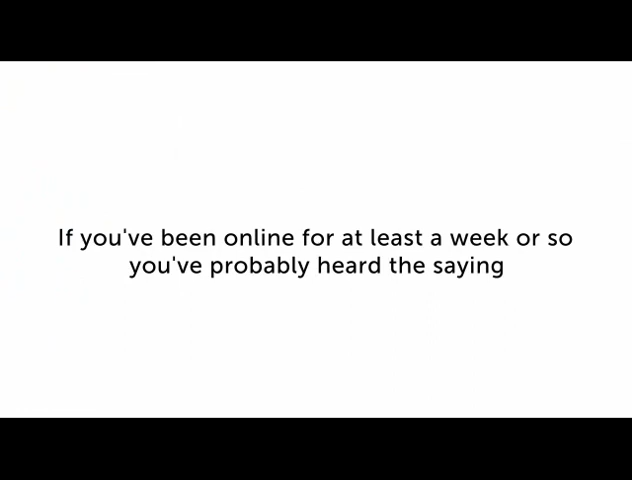 If you've been online for at least a week or so
you've probably heard the saying